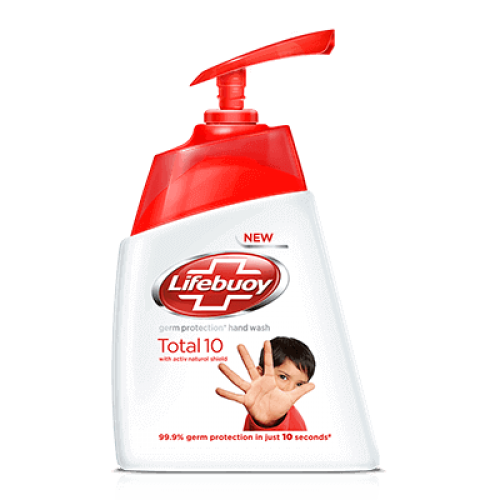 NEW
Lifebuoy
germ protection* hand wash
Total 10
with activ natural shield
99.9% germ protection in just 10 seconds*